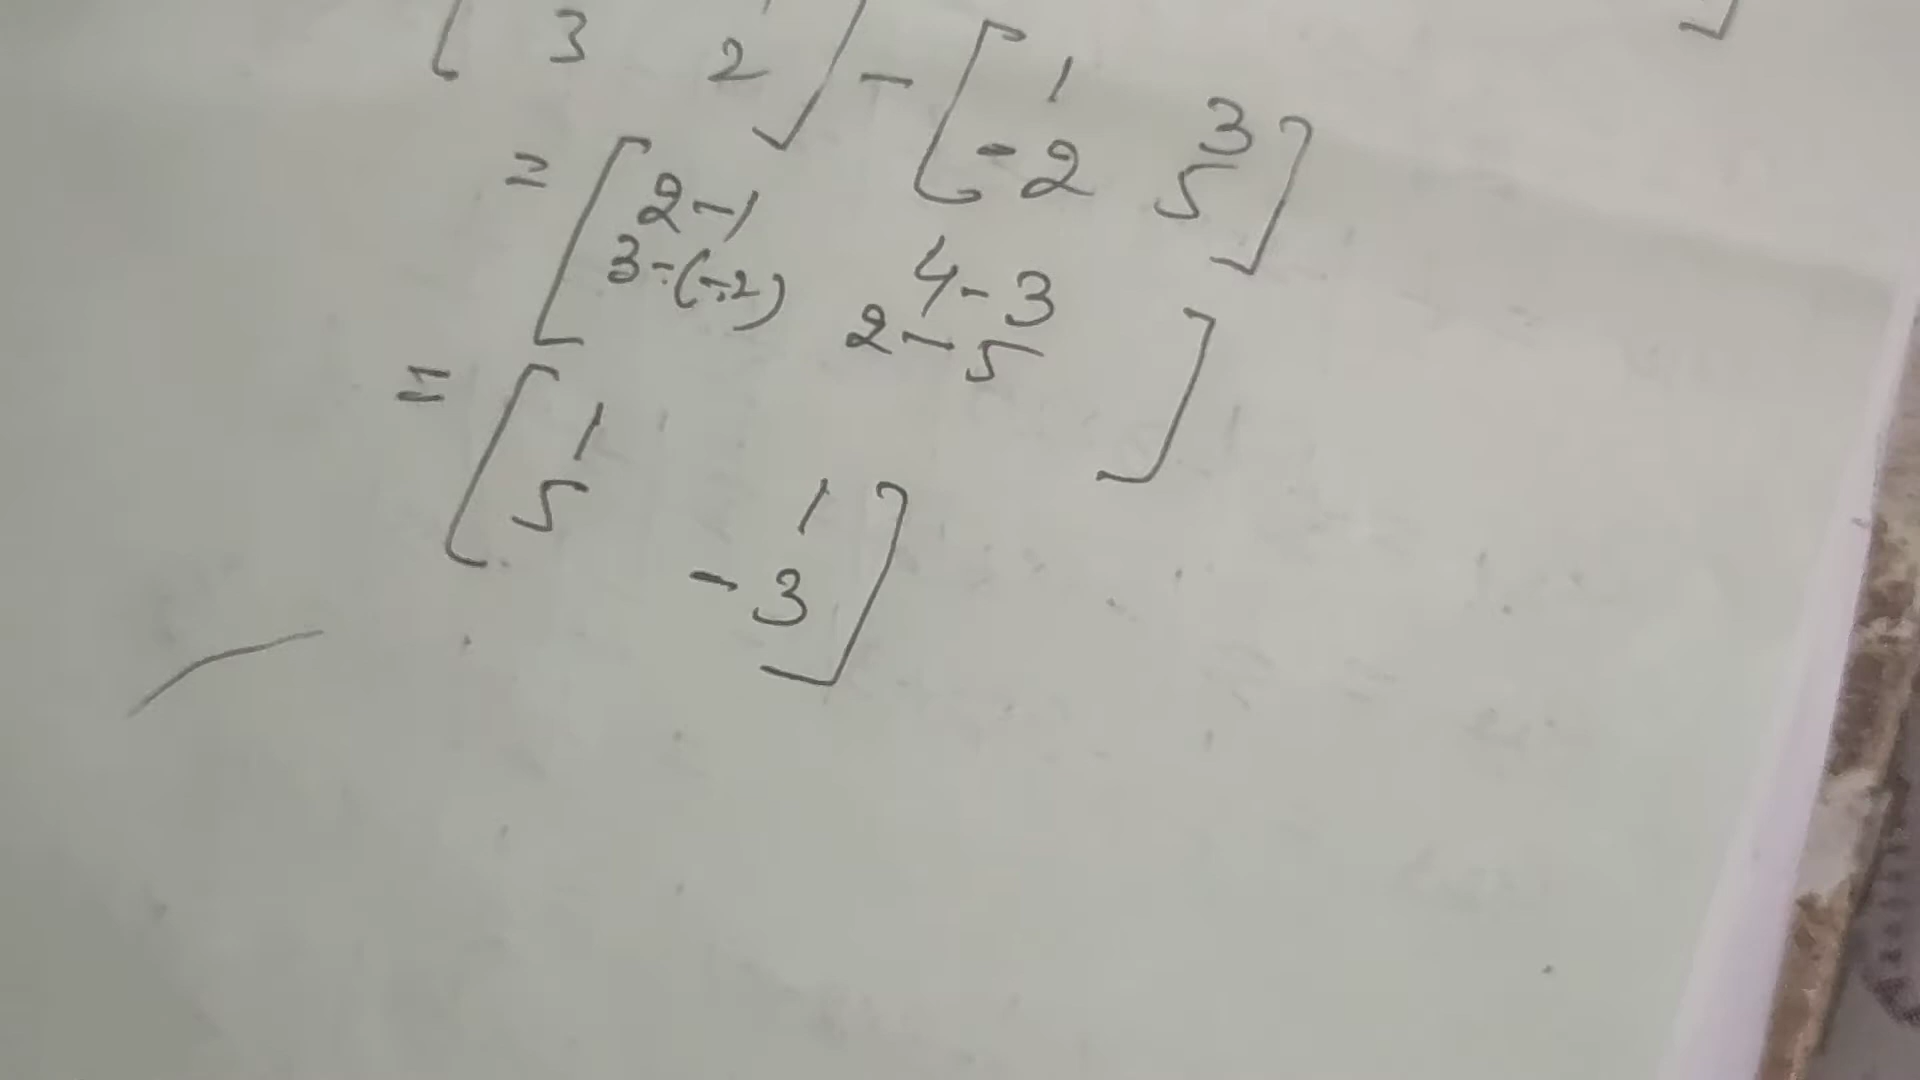 [ 3 2 ] - [ 1 3
-2 5 ]
= [ 2-1 4-3
3-(-2) 2-5 ]
= [ 1 1
5 -3 ]